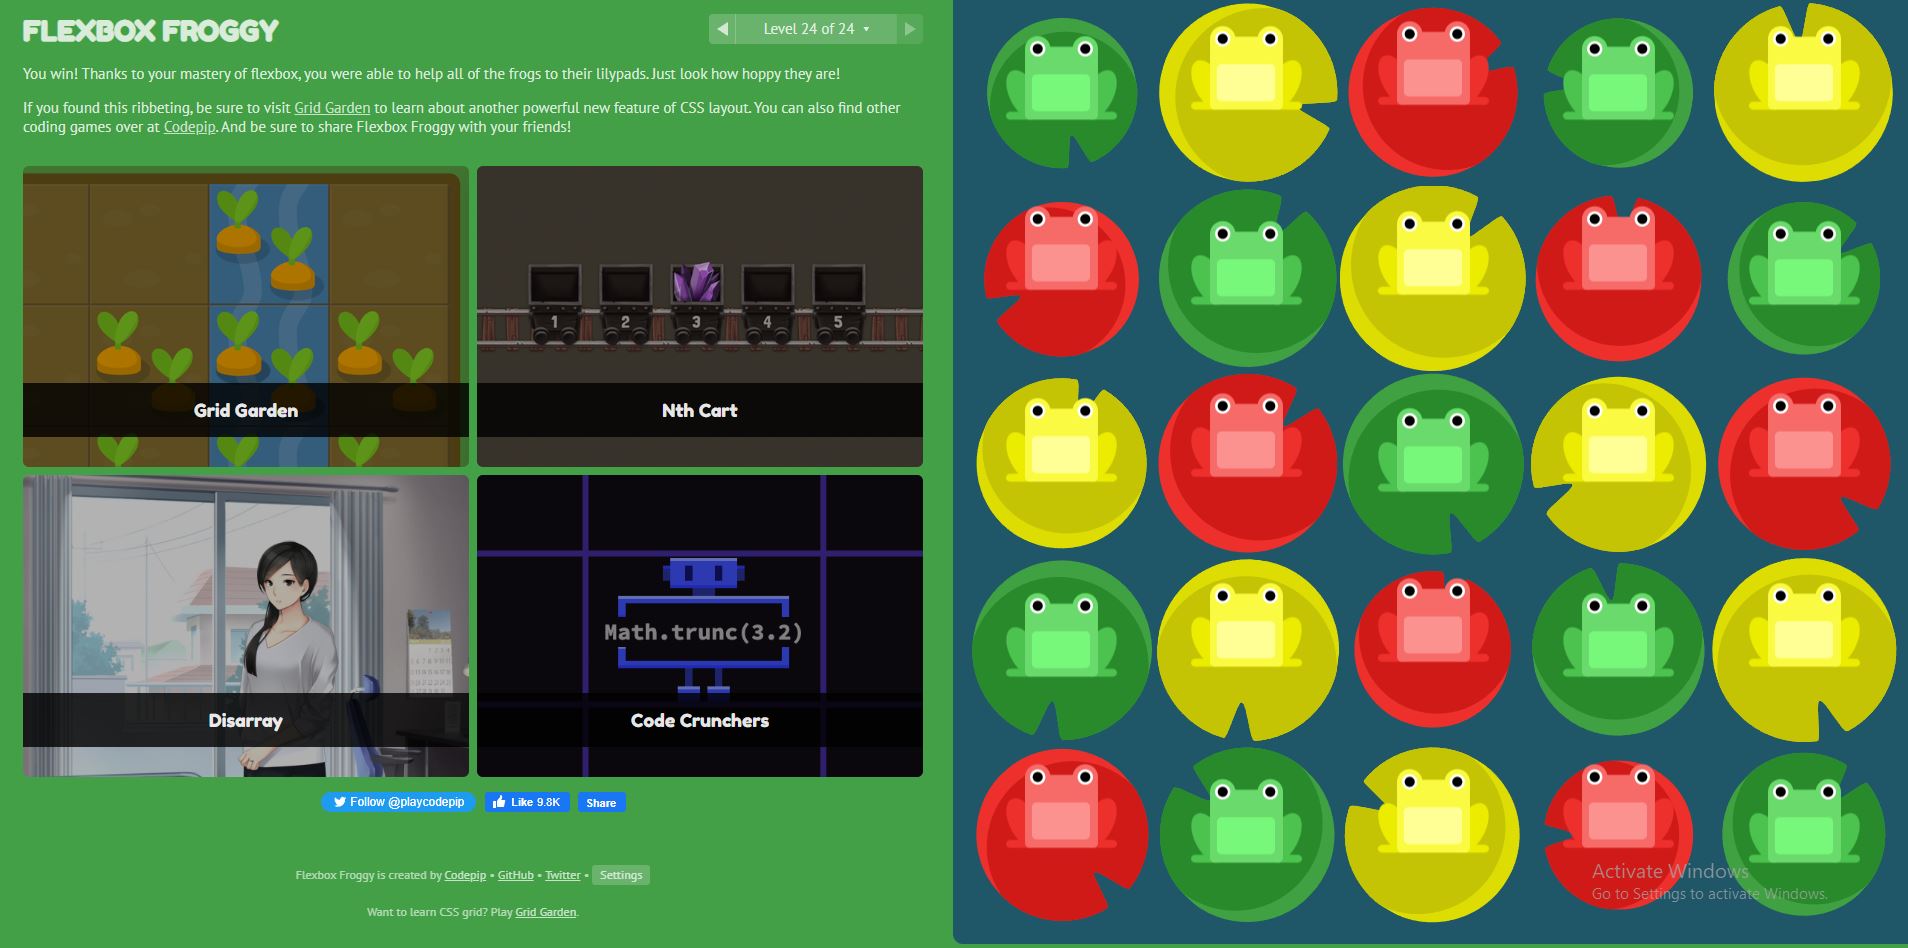 FLEXBOX FROGGY
Level 24 of 24
You win! Thanks to your mastery of flexbox, you were able to help all of the frogs to their lilypads. Just look how hoppy they are!
If you found this ribbeting, be sure to visit Grid Garden to learn about another powerful new feature of CSS layout. You can also find other
coding games over at Codepip. And be sure to share Flexbox Froggy with your friends!
1 2 3 4 5
Grid Garden
Nth Cart
Math.trunc(3.2)
Disarray
Code Crunchers
Follow @playcodepip
Like 9.8K
Share
Flexbox Froggy is created by Codepip • GitHub • Twitter • Settings
Want to learn CSS grid? Play Grid Garden.
Activate Windows
Go to Settings to activate Windows.